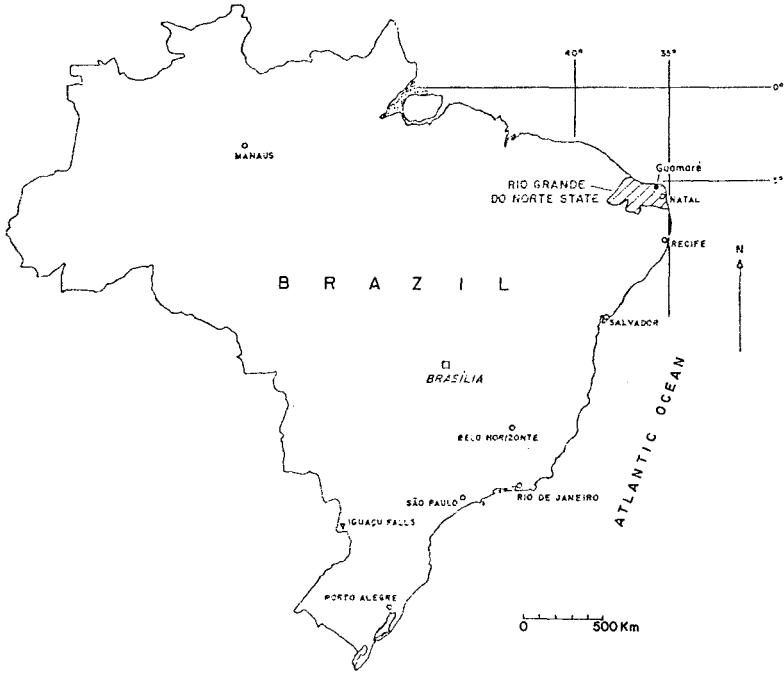 40°
35°
0°
MANAUS
Guamaré
5°
RIO GRANDE
DO NORTE STATE
NATAL
RECIFE
N
BRAZIL
SALVADOR
BRASÍLIA
ATLANTIC OCEAN
BELO HORIZONTE
SÃO PAULO
RIO DE JANEIRO
IGUAÇU FALLS
PORTO ALEGRE
0 500 Km